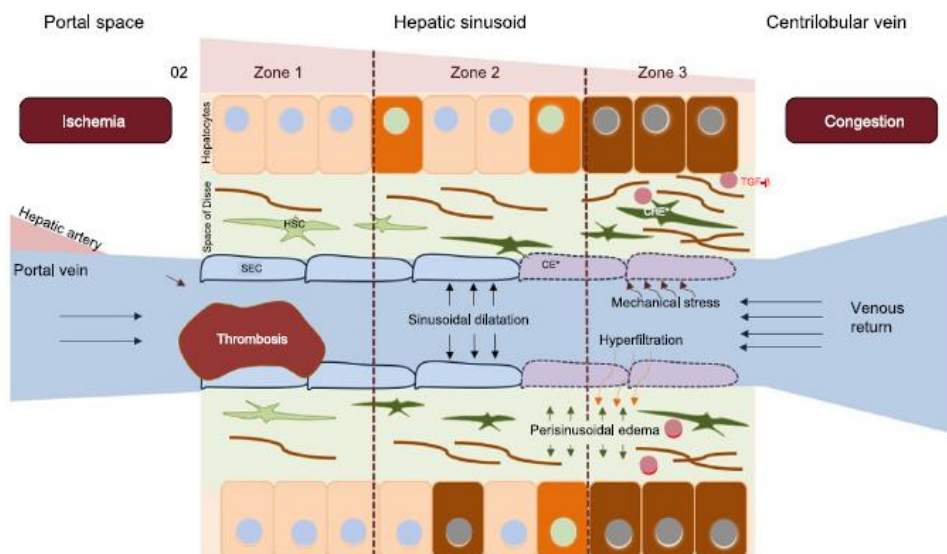 Portal space
Hepatic sinusoid
Centrilobular vein
02
Zone 1
Zone 2
Zone 3
Ischemia
Congestion
Hepatocytes
Space of Disse
TGF-β
HSC
CRE*
Hepatic artery
Portal vein
SEC
CE*
Mechanical stress
Sinusoidal dilatation
Venous
return
Thrombosis
Hyperfiltration
Perisinusoidal edema